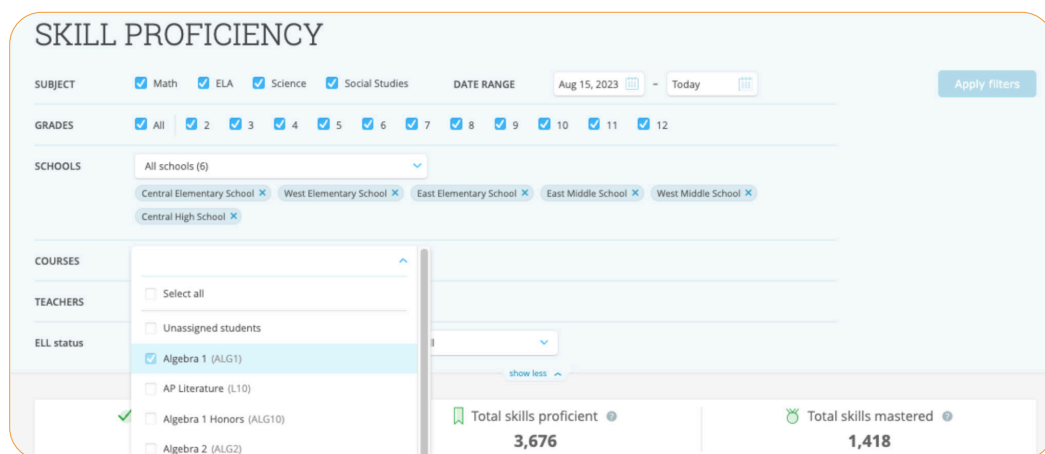 SKILL PROFICIENCY
SUBJECT Math ELA Science Social Studies DATE RANGE Aug 15, 2023 – Today Apply filters
GRADES All 2 3 4 5 6 7 8 9 10 11 12
SCHOOLS All schools (6)
Central Elementary School × West Elementary School × East Elementary School × East Middle School × West Middle School ×
Central High School ×
COURSES
Select all
TEACHERS
Unassigned students
ELL status
Algebra 1 (ALG1)
show less
AP Literature (L10)
Algebra 1 Honors (ALG10)
Algebra 2 (ALG2)
Total skills proficient
3,676
Total skills mastered
1,418